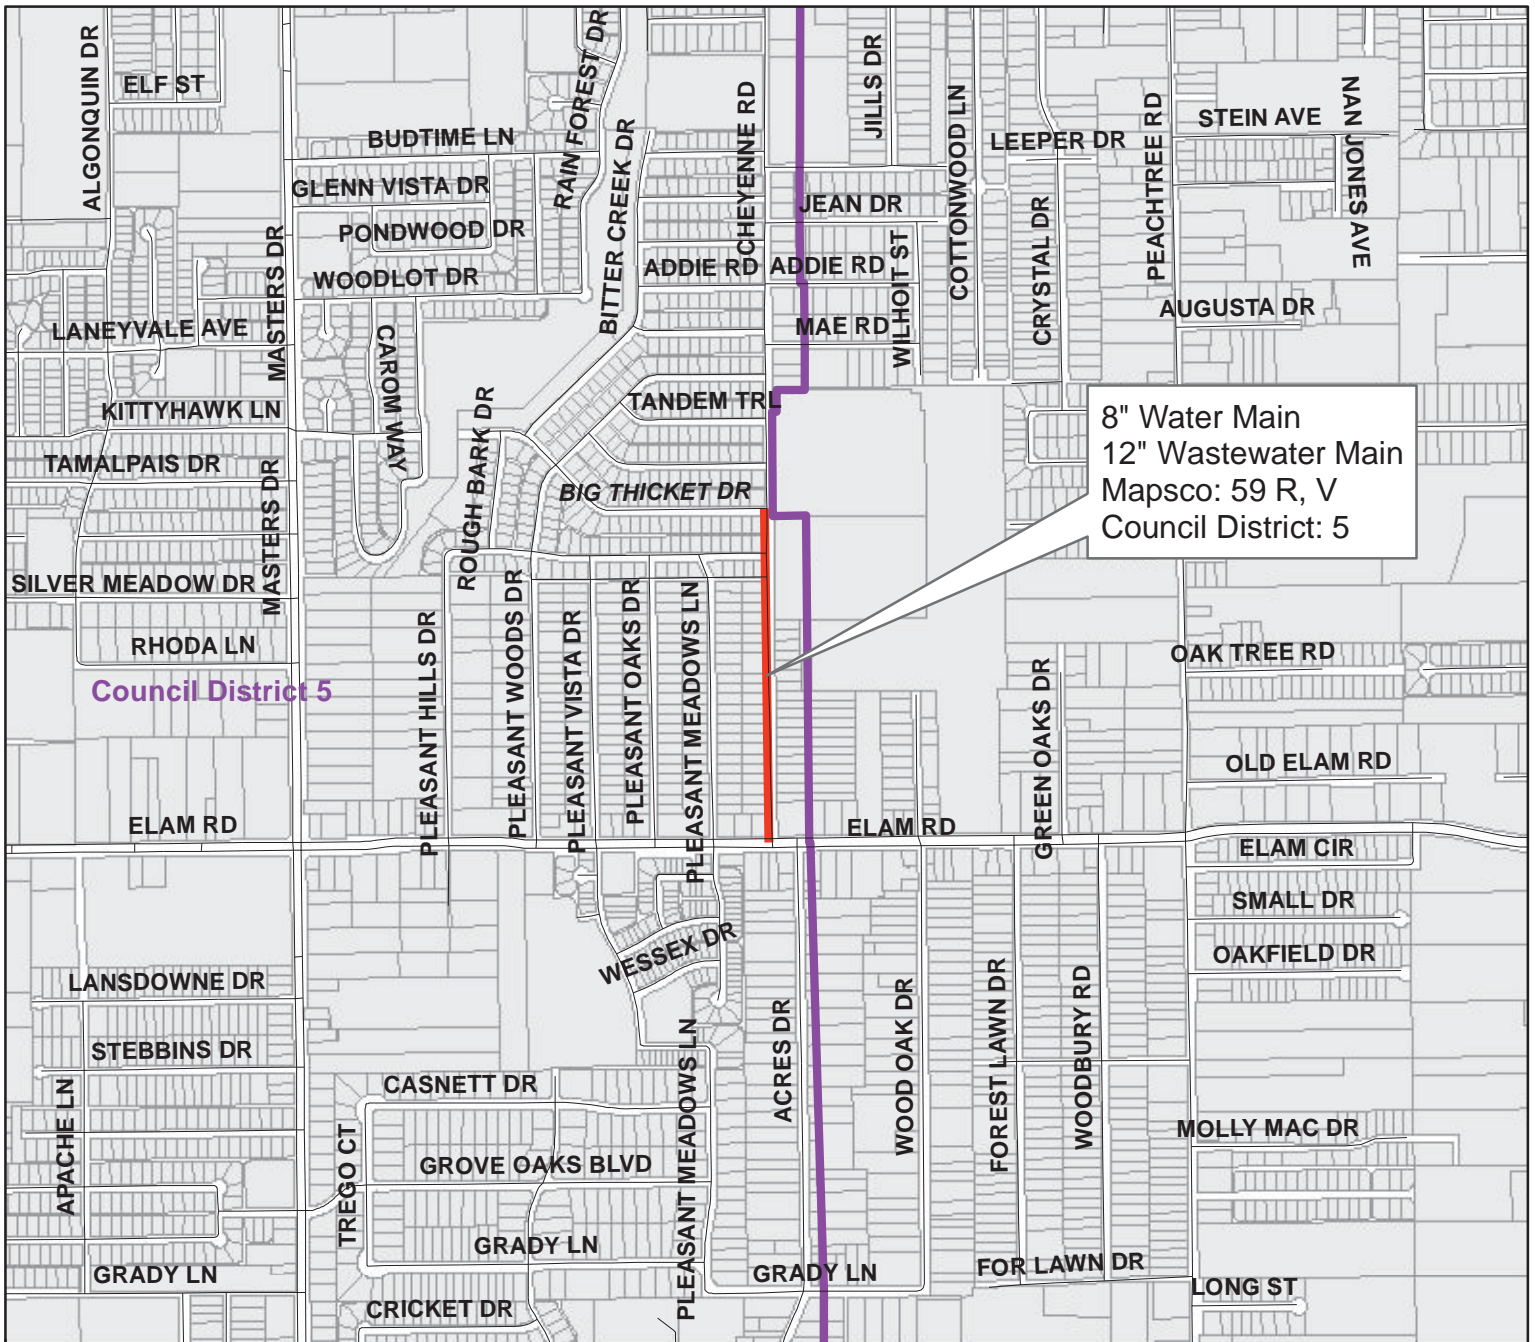 ALGONQUIN DR
ELF ST
RAIN FOREST DR
BUDTIME LN
CHEYENNE RD
JILLS DR
COTTONWOOD LN
LEEPER DR
PEACHTREE RD
STEIN AVE
NAN JONES AVE
GLENN VISTA DR
BITTER CREEK DR
JEAN DR
PONDWOOD DR
MASTERS DR
WOODLOT DR
ADDIE RD
ADDIE RD
WILHOIT ST
CRYSTAL DR
AUGUSTA DR
LANEYVALE AVE
CAROM WAY
MAE RD
KITTYHAWK LN
TANDEM TRL
8" Water Main
12" Wastewater Main
Mapsco: 59 R, V
Council District: 5
TAMALPAIS DR
MASTERS DR
ROUGH BARK DR
BIG THICKET DR
SILVER MEADOW DR
RHODA LN
Council District 5
PLEASANT HILLS DR
PLEASANT WOODS DR
PLEASANT VISTA DR
PLEASANT OAKS DR
PLEASANT MEADOWS LN
GREEN OAKS DR
OAK TREE RD
OLD ELAM RD
ELAM RD
ELAM RD
ELAM CIR
SMALL DR
WESSEX DR
OAKFIELD DR
LANSDOWNE DR
STEBBINS DR
APACHE LN
CASNETT DR
TREGO CT
GROVE OAKS BLVD
PLEASANT MEADOWS LN
ACRES DR
WOOD OAK DR
FOREST LAWN DR
WOODBURY RD
MOLLY MAC DR
GRADY LN
GRADY LN
GRADY LN
FOR LAWN DR
LONG ST
CRICKET DR